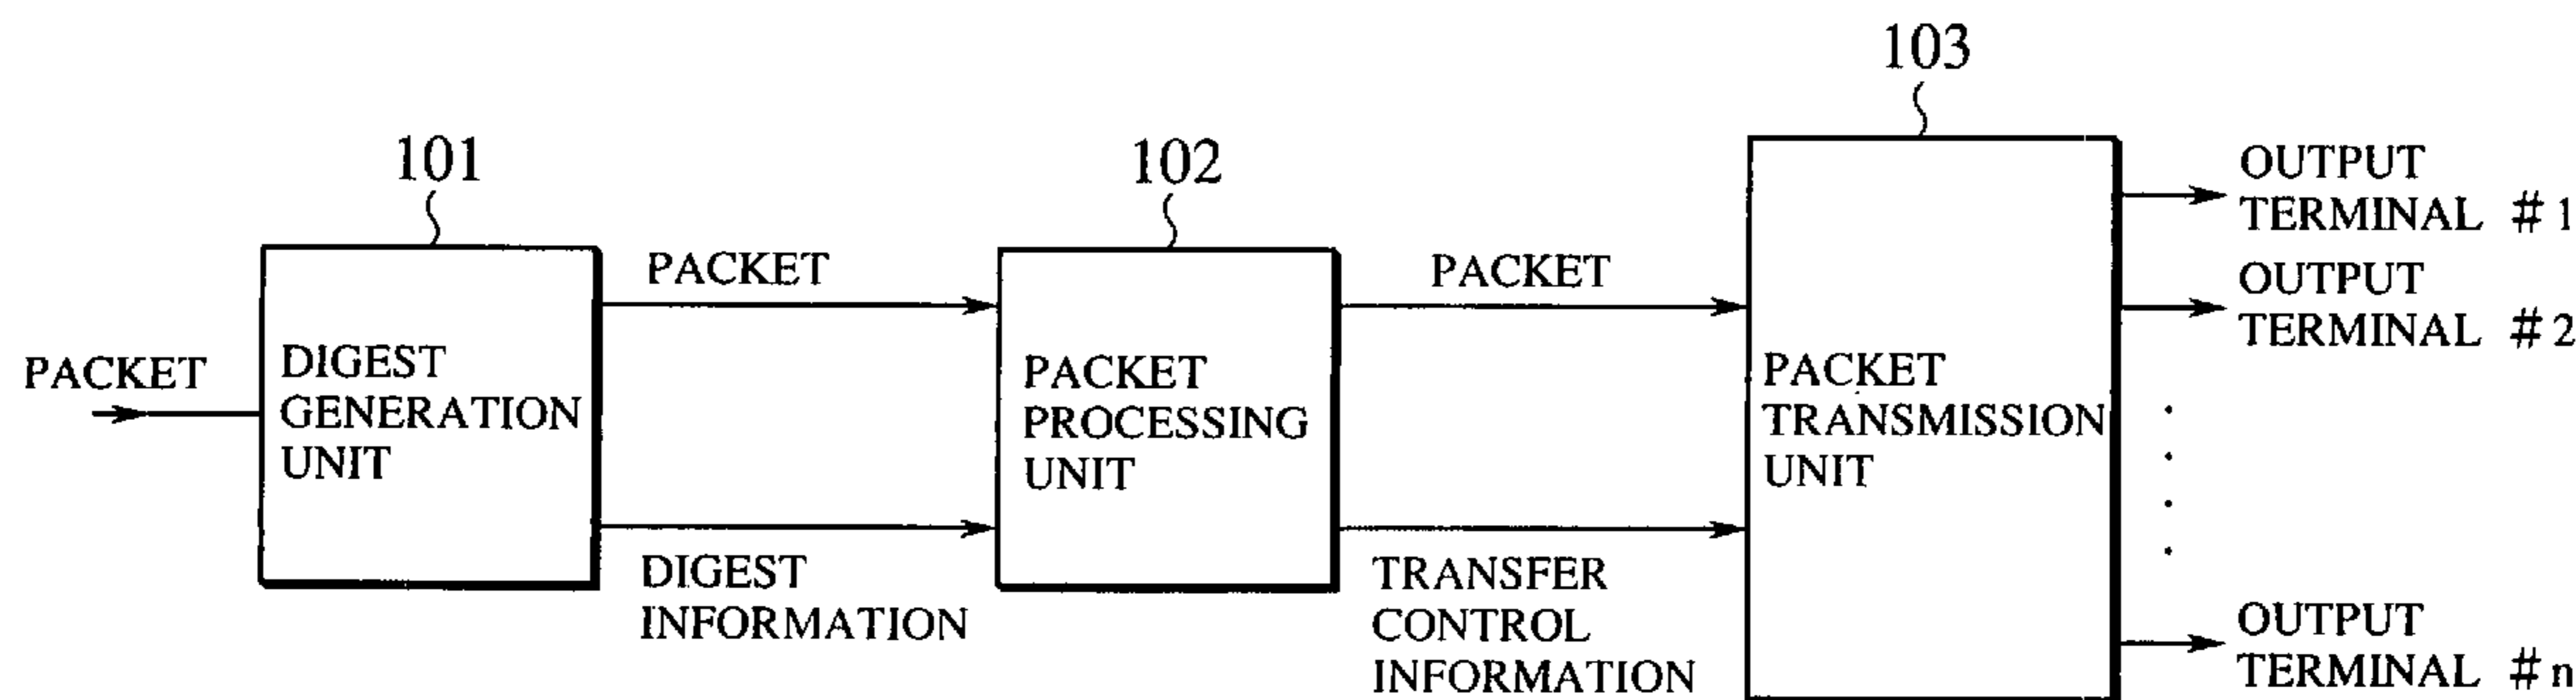 103
101
102
OUTPUT
TERMINAL #1
PACKET
PACKET
OUTPUT
TERMINAL #2
PACKET
DIGEST
GENERATION
UNIT
PACKET
PROCESSING
UNIT
PACKET
TRANSMISSION
UNIT
DIGEST
INFORMATION
TRANSFER
CONTROL
INFORMATION
OUTPUT
TERMINAL #n